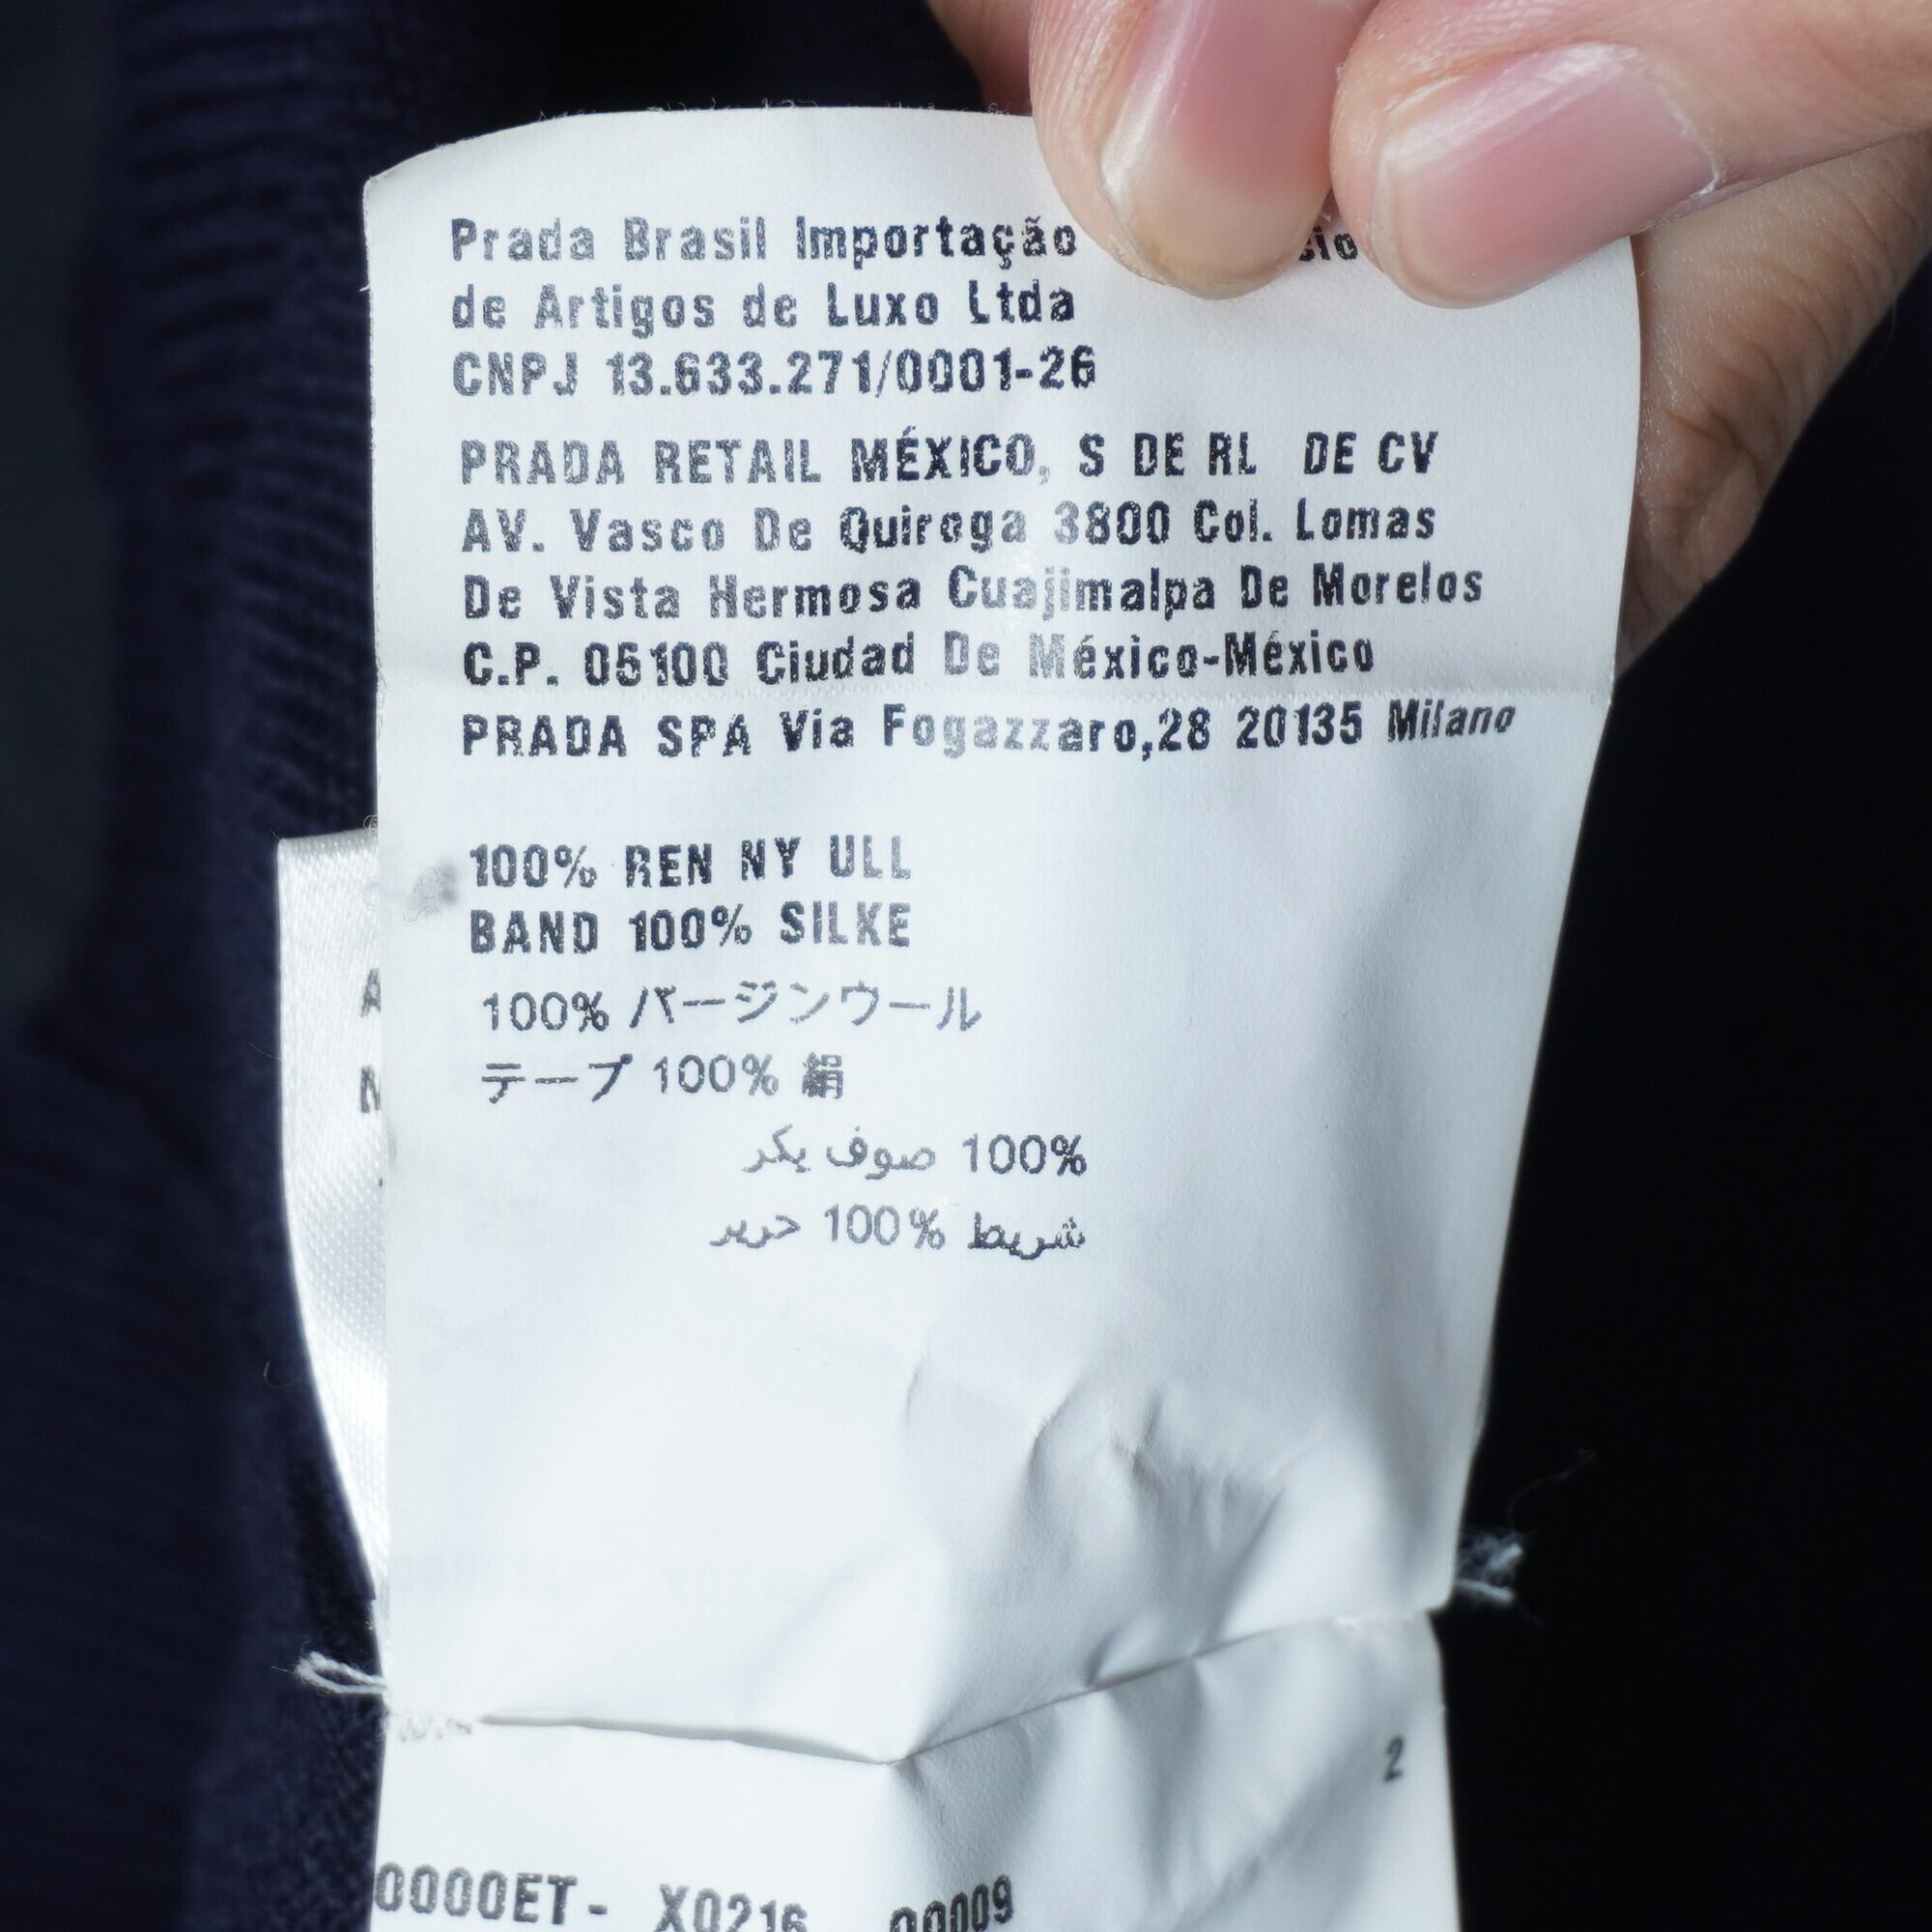 Prada Brasil Importação
de Artigos de Luxo Ltda
CNPJ 13.633.271/0001-26
PRADA RETAIL MÉXICO, S DE RL DE CV
AV. Vasco De Quiroga 3800 Col. Lomas
De Vista Hermosa Cuajimalpa De Morelos
C.P. 05100 Ciudad De México-México
PRADA SPA Via Fogazzaro,28 20135 Milano
100% REN NY ULL
BAND 100% SILKE
100% バージンウール
テープ 100% 絹
100% صوف بكر
شريط 100% حرير
2
0000ET- X0216 00009